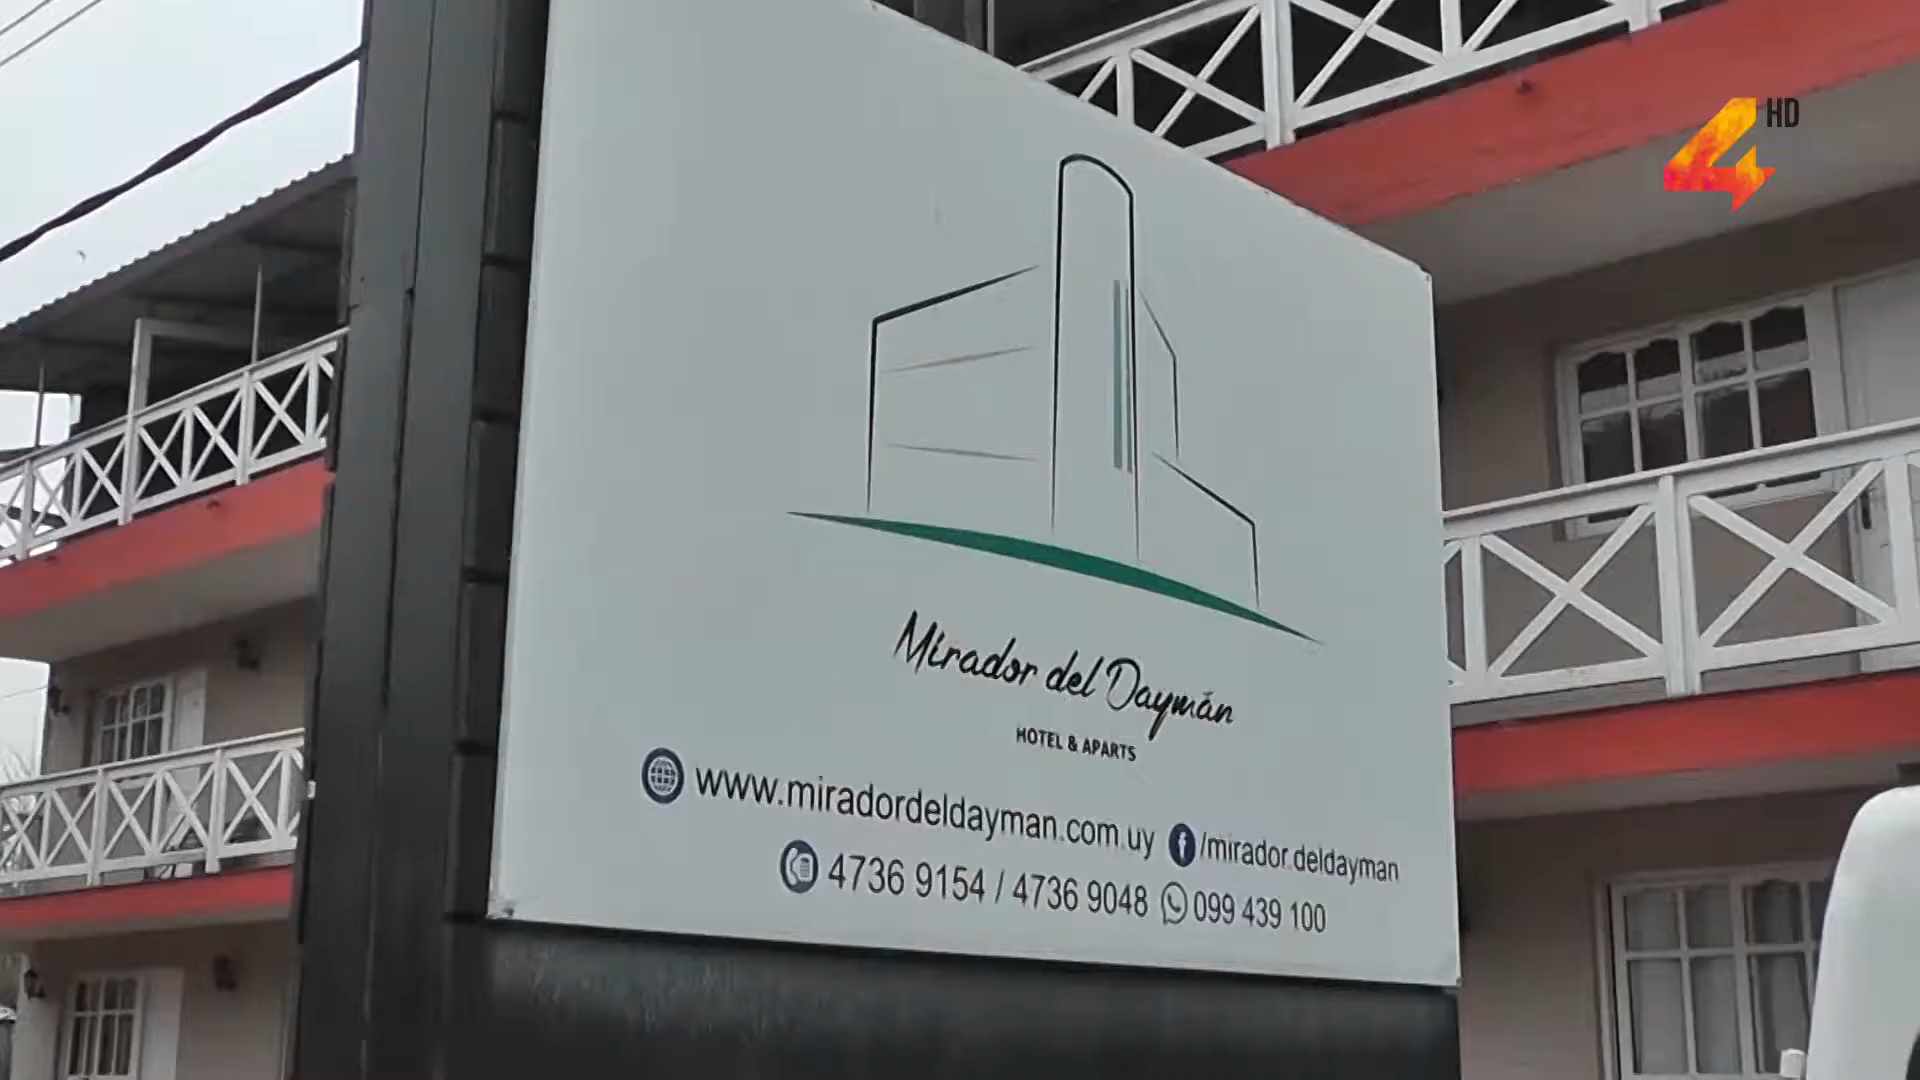 4 HD
Mirador del Daymán
HOTEL & APARTS
www.miradordeldayman.com.uy /mirador.deldayman
4736 9154 / 4736 9048 099 439 100